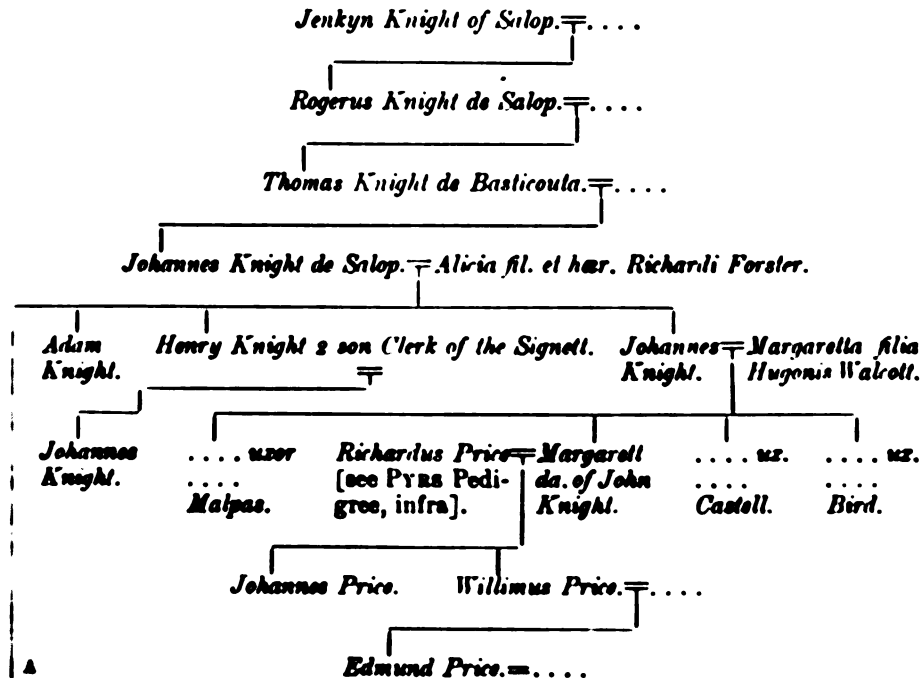 Jenkyn Knight of Salop. = . . . .
Rogerus Knight de Salop. = . . . .
Thomas Knight de Basticouta. = . . . .
Johannes Knight de Salop. = Alicia fil. et hær. Richardi Forster.
Adam Henry Knight 2 son Clerk of the Signett. Johannes = Margaretta filia
Knight. Knight. Hugonis Walcott.
Johannes . . . . uxor Richardus Price = Margarett . . . . ux. . . . . ux.
Knight. . . . . [see PYRS Pedi- da. of John . . . . . . . .
Malpas. gree, infra]. Knight. Castell. Bird.
Johannes Price. Willimus Price. = . . . .
A Edmund Price. = . . . .